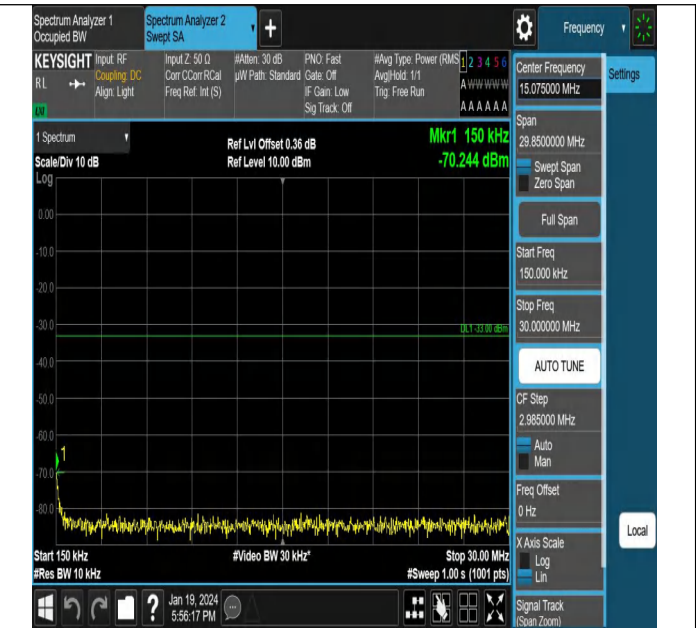 Spectrum Analyzer 1
Occupied BW
Spectrum Analyzer 2
Swept SA
Frequency
KEYSIGHT
RL
Input: RF
Coupling: DC
Align: Light
Input Z: 50 Ω
Corr CCorr RCal
Freq Ref: Int (S)
#Atten: 30 dB
µW Path: Standard
PNO: Fast
Gate: Off
IF Gain: Low
Sig Track: Off
#Avg Type: Power (RMS
Avg|Hold: 1/1
Trig: Free Run
1 2 3 4 5 6
A W W W W W
A A A A A A
1 Spectrum
Scale/Div 10 dB
Log
Ref Lvl Offset 0.36 dB
Ref Level 10.00 dBm
Mkr1 150 kHz
-70.244 dBm
0.00
-10.0
-20.0
-30.0
DL1 -33.00 dBm
-40.0
-50.0
-60.0
1
-70.0
-80.0
Start 150 kHz
#Video BW 30 kHz*
Stop 30.00 MHz
#Res BW 10 kHz
#Sweep 1.00 s (1001 pts)
Jan 19, 2024
5:56:17 PM
Center Frequency
15.075000 MHz
Settings
Span
29.8500000 MHz
Swept Span
Zero Span
Full Span
Start Freq
150.000 kHz
Stop Freq
30.000000 MHz
AUTO TUNE
CF Step
2.985000 MHz
Auto
Man
Freq Offset
0 Hz
X Axis Scale
Log
Lin
Local
Signal Track
(Span Zoom)